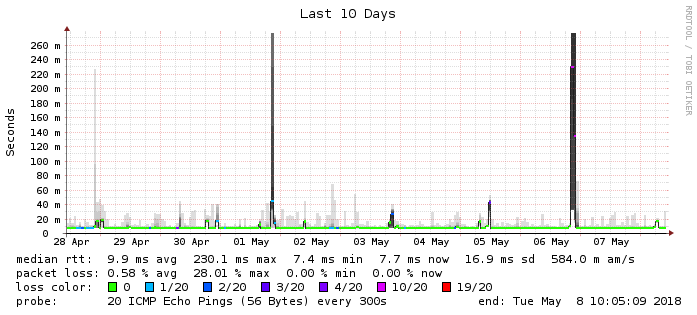 Last 10 Days
RRDTOOL / TOBI OETIKER
Seconds
260 m
240 m
220 m
200 m
180 m
160 m
140 m
120 m
100 m
80 m
60 m
40 m
20 m
0
28 Apr 29 Apr 30 Apr 01 May 02 May 03 May 04 May 05 May 06 May 07 May
median rtt: 9.9 ms avg 230.1 ms max 7.4 ms min 7.7 ms now 16.9 ms sd 584.0 m am/s
packet loss: 0.58 % avg 28.01 % max 0.00 % min 0.00 % now
loss color: 0 1/20 2/20 3/20 4/20 10/20 19/20
probe: 20 ICMP Echo Pings (56 Bytes) every 300s end: Tue May 8 10:05:09 2018